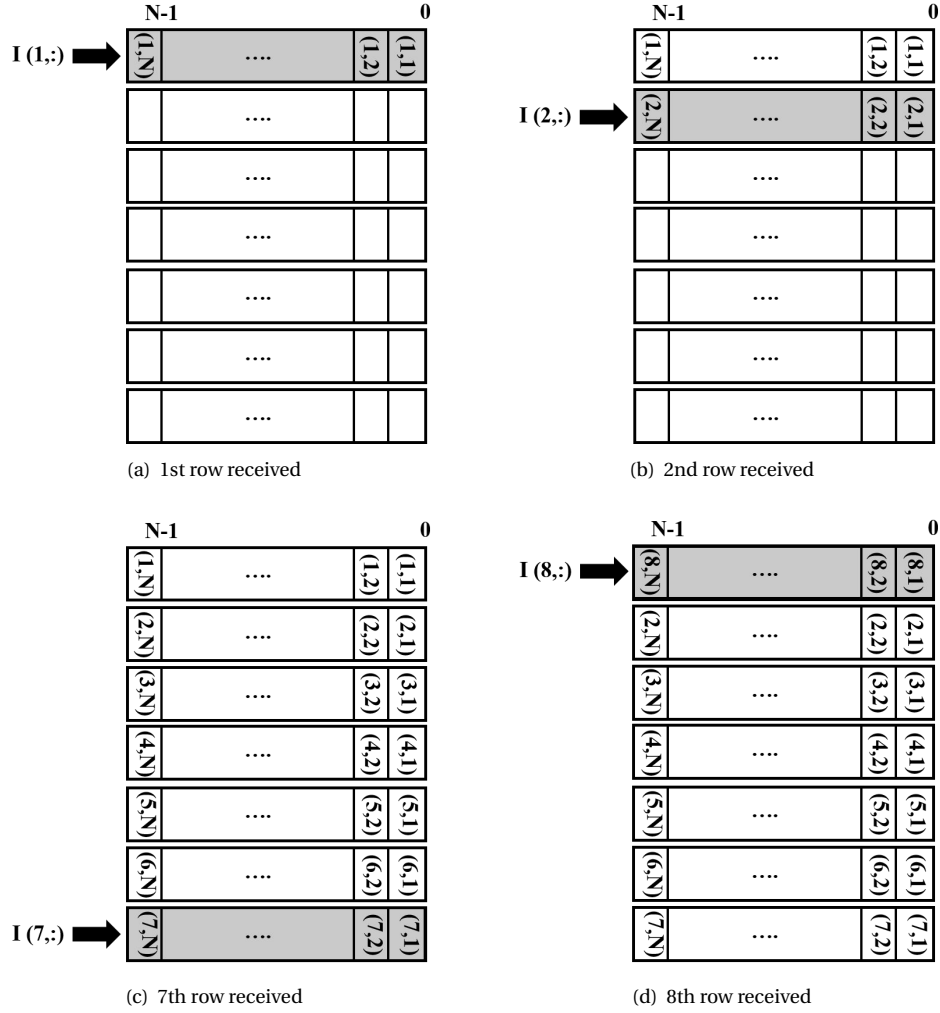 N-1 0
I (1,:) (1,N) .... (1,2) (1,1)
....
....
....
....
....
....
(a) 1st row received
N-1 0
(1,N) .... (1,2) (1,1)
I (2,:) (2,N) .... (2,2) (2,1)
....
....
....
....
....
(b) 2nd row received
N-1 0
(1,N) .... (1,2) (1,1)
(2,N) .... (2,2) (2,1)
(3,N) .... (3,2) (3,1)
(4,N) .... (4,2) (4,1)
(5,N) .... (5,2) (5,1)
(6,N) .... (6,2) (6,1)
I (7,:) (7,N) .... (7,2) (7,1)
(c) 7th row received
N-1 0
I (8,:) (8,N) .... (8,2) (8,1)
(2,N) .... (2,2) (2,1)
(3,N) .... (3,2) (3,1)
(4,N) .... (4,2) (4,1)
(5,N) .... (5,2) (5,1)
(6,N) .... (6,2) (6,1)
(7,N) .... (7,2) (7,1)
(d) 8th row received